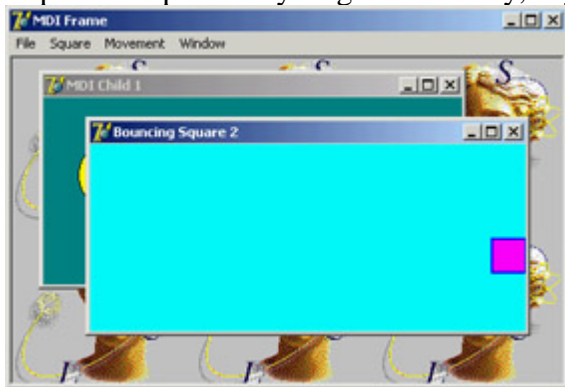 MDI Frame
File Square Movement Window
MDI Child 1
Bouncing Square 2